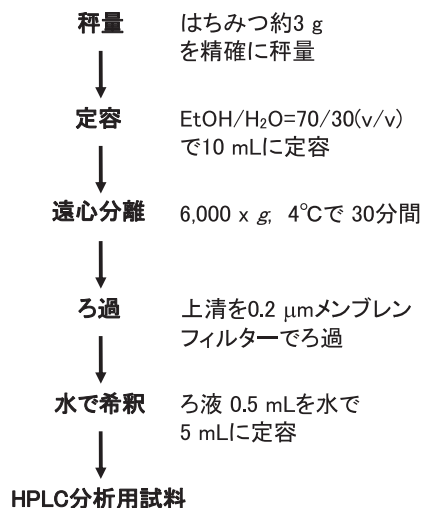 秤量
はちみつ約3 g
を精確に秤量
定容
EtOH/H₂O=70/30(v/v)
で10 mLに定容
遠心分離
6,000 x g, 4℃で 30分間
ろ過
上清を0.2 μmメンブレン
フィルターでろ過
水で希釈
ろ液 0.5 mLを水で
5 mLに定容
HPLC分析用試料